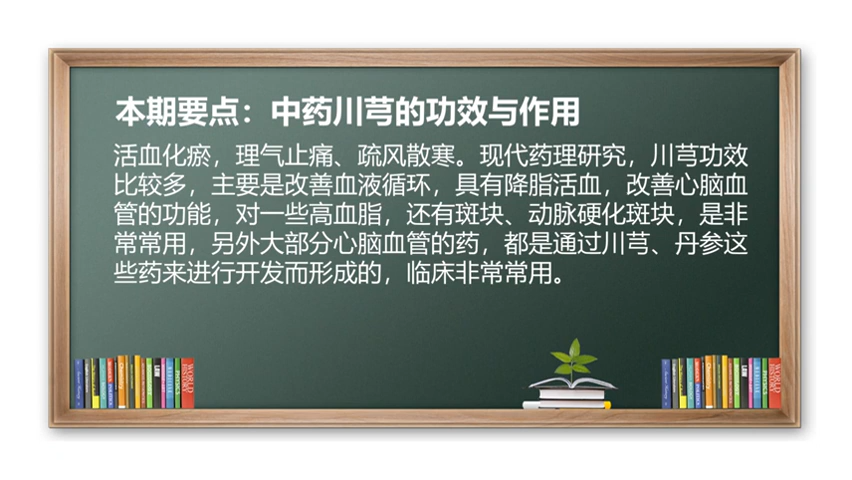 本期要点：中药川芎的功效与作用
活血化瘀，理气止痛、疏风散寒。现代药理研究，川芎功效
比较多，主要是改善血液循环，具有降脂活血，改善心脑血
管的功能，对一些高血脂，还有斑块、动脉硬化斑块，是非
常常用，另外大部分心脑血管的药，都是通过川芎、丹参这
些药来进行开发而形成的，临床非常常用。
WORLD HISTORY
WORLD HISTORY